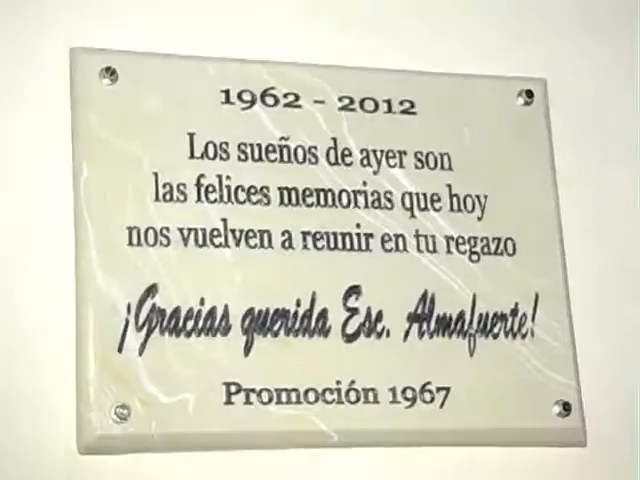 1962 - 2012
Los sueños de ayer son
las felices memorias que hoy
nos vuelven a reunir en tu regazo
¡Gracias querida Esc. Almafuerte!
Promoción 1967